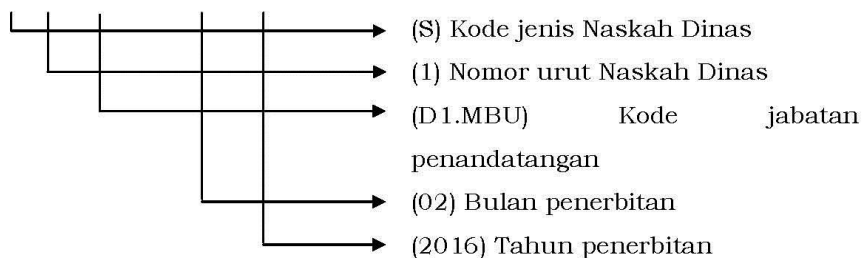 (S) Kode jenis Naskah Dinas
(1) Nomor urut Naskah Dinas
(D1.MBU) Kode jabatan
penandatangan
(02) Bulan penerbitan
(2016) Tahun penerbitan